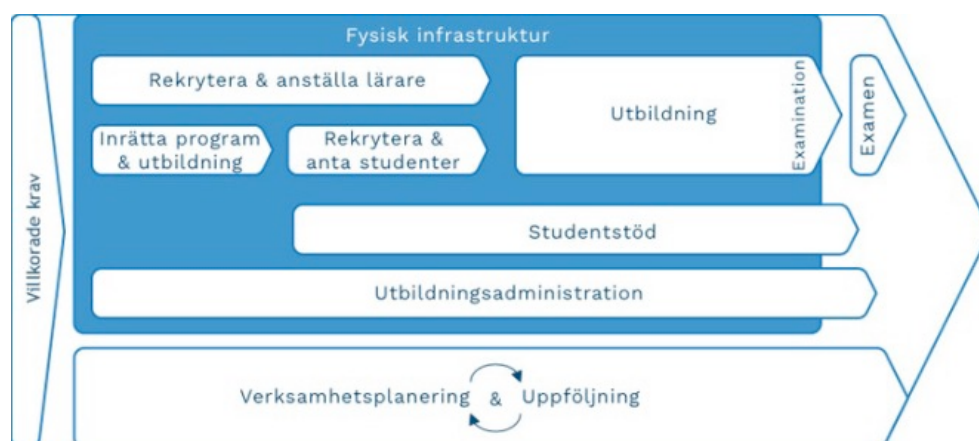 Fysisk infrastruktur
Rekrytera & anställa lärare
Inrätta program
& utbildning
Rekrytera &
anta studenter
Utbildning
Examination
Examen
Studentstöd
Utbildningsadministration
Villkorade krav
Verksamhetsplanering & Uppföljning